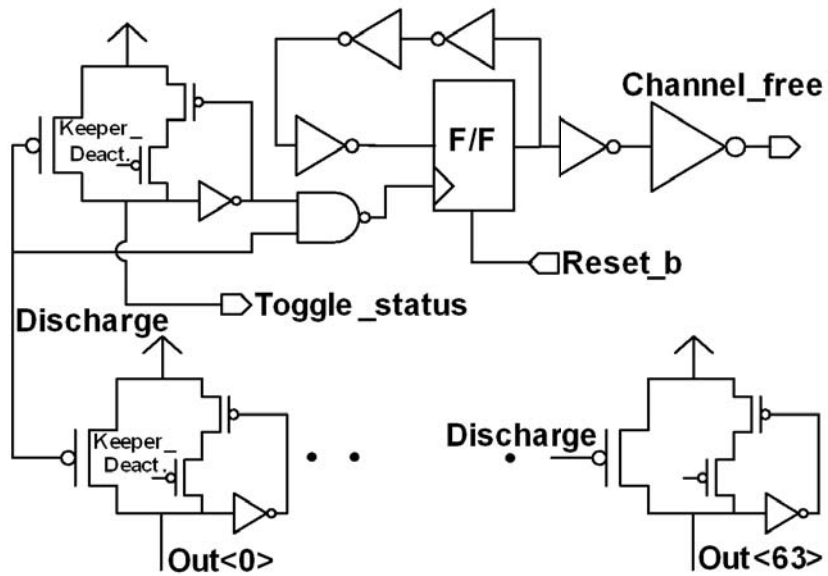 Channel_free
Keeper_
Deact.
F/F
Reset_b
Toggle_status
Discharge
Keeper_
Deact.
Discharge
Out<0>
Out<63>